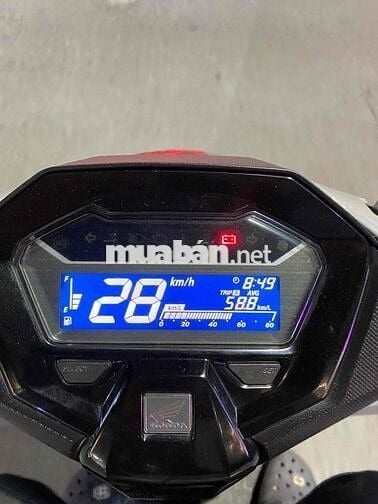 muabán.net
F
28 km/h
8:49
TRIP AVG
58.8 km/L
E
km/L
0 20 40 60 80
SELECT
SET
HONDA